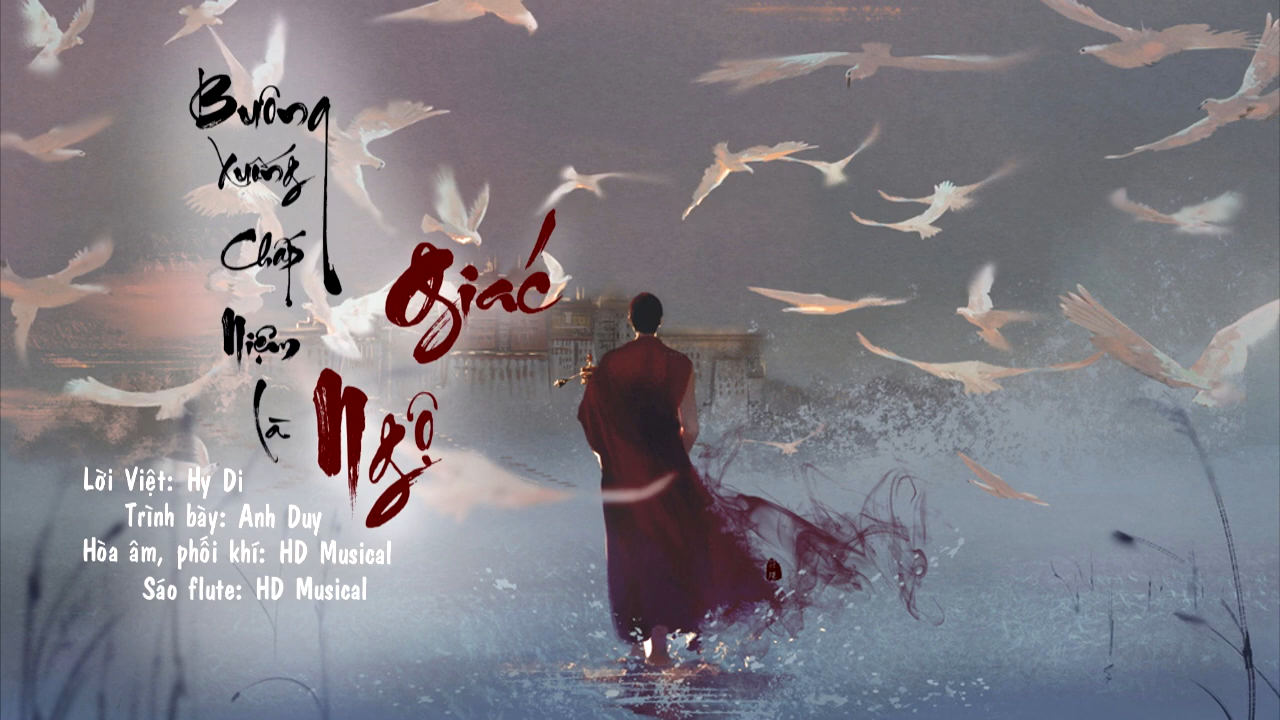 Buông
Xuống
Chấp
Niệm
là
Giác
Ngộ
Lời Việt: Hy Di
Trình bày: Anh Duy
Hòa âm, phối khí: HD Musical
Sáo flute: HD Musical